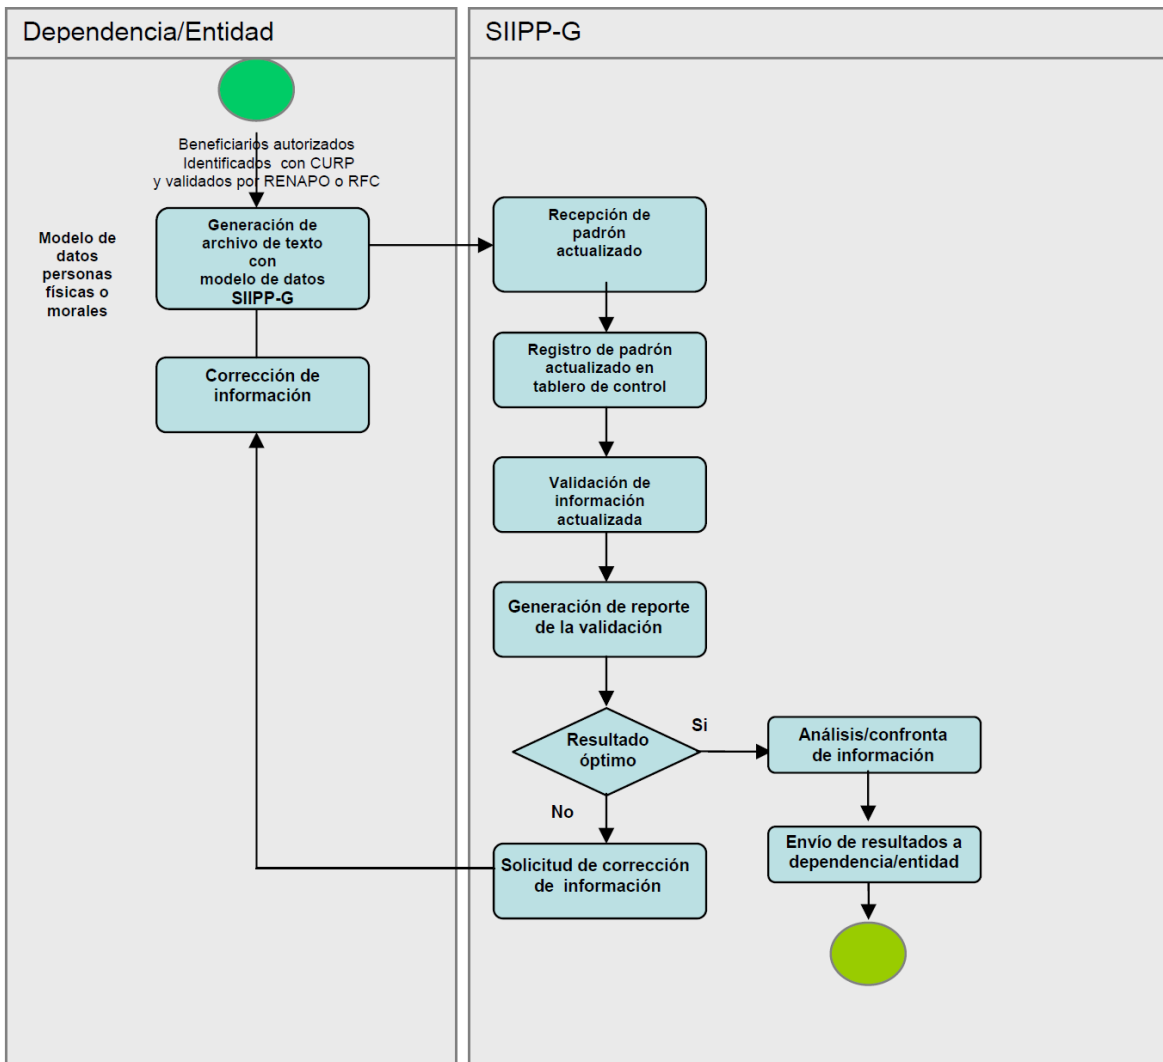 Dependencia/Entidad
SIIPP-G
Beneficiarios autorizados
Identificados con CURP
y validados por RENAPO o RFC
Modelo de
datos
personas
físicas o
morales
Generación de
archivo de texto
con
modelo de datos
SIIPP-G
Corrección de
información
Recepción de
padrón
actualizado
Registro de padrón
actualizado en
tablero de control
Validación de
información
actualizada
Generación de reporte
de la validación
Resultado
óptimo
Si
No
Análisis/confronta
de información
Envío de resultados a
dependencia/entidad
Solicitud de corrección
de información